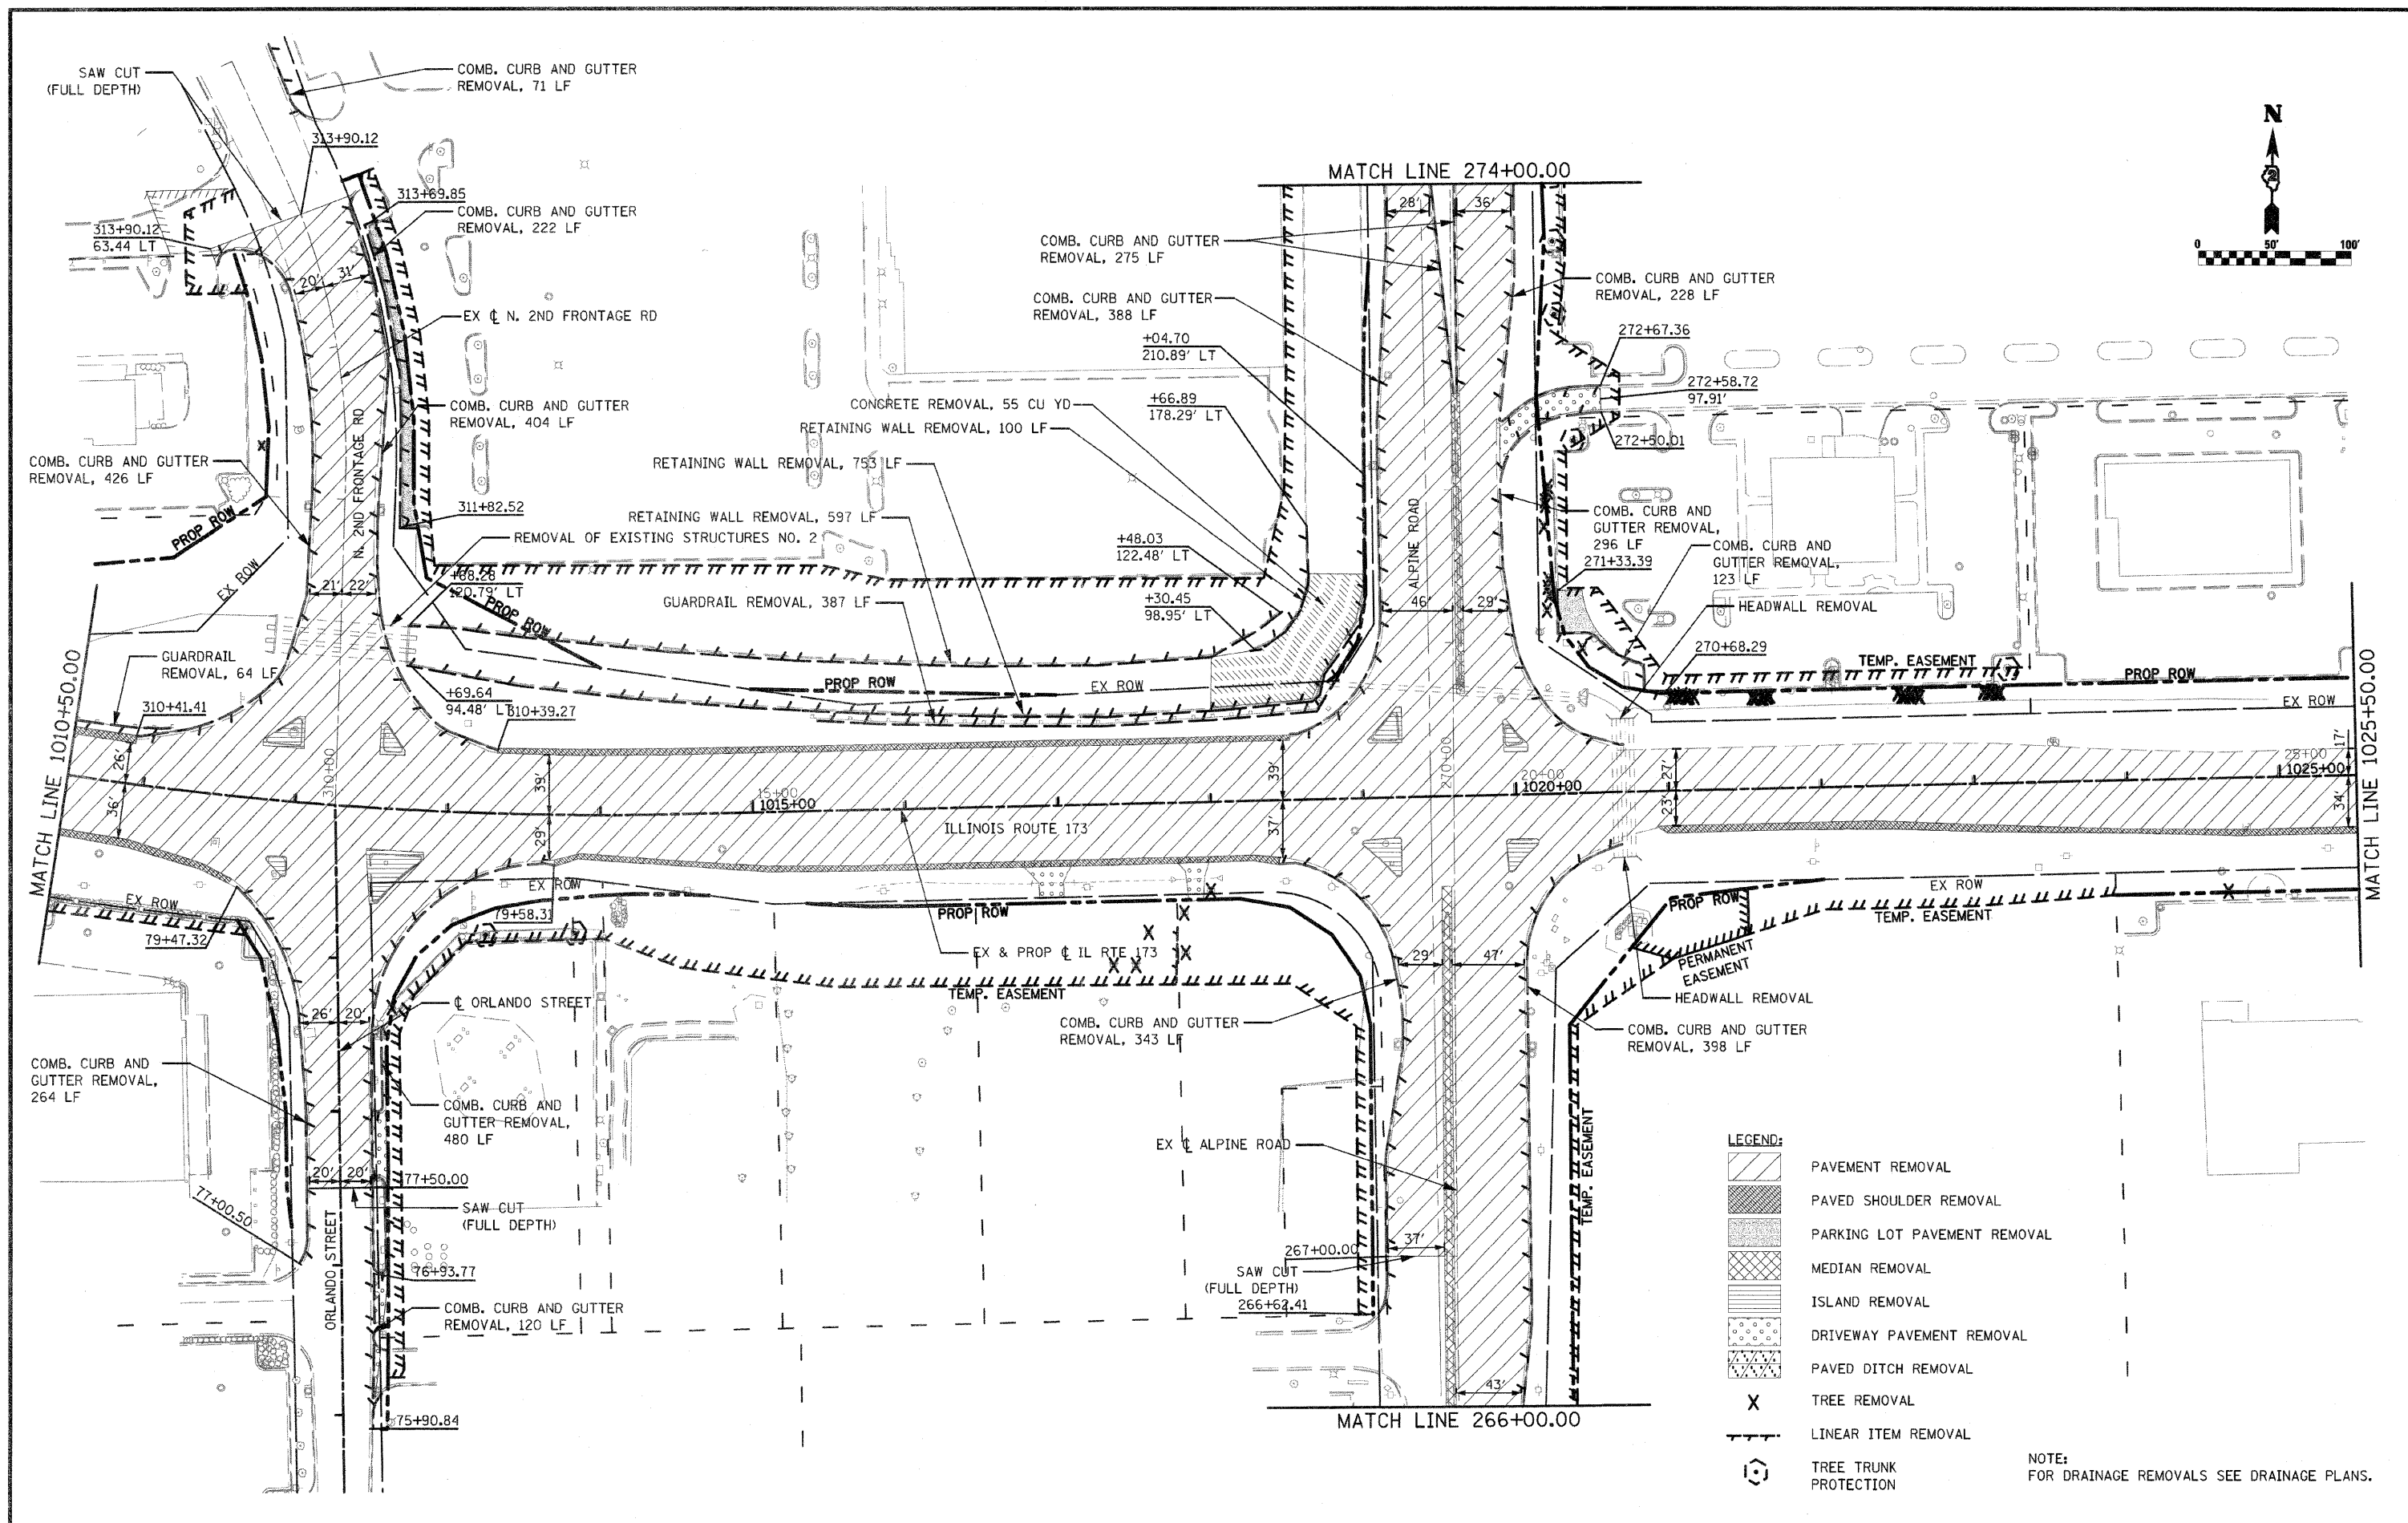 SAW CUT
(FULL DEPTH)
COMB. CURB AND GUTTER
REMOVAL, 71 LF
313+90.12
313+69.85
COMB. CURB AND GUTTER
REMOVAL, 222 LF
313+90.12
63.44 LT
20'
31'
EX ℄ N. 2ND FRONTAGE RD
COMB. CURB AND GUTTER
REMOVAL, 404 LF
COMB. CURB AND GUTTER
REMOVAL, 426 LF
N. 2ND FRONTAGE RD
311+82.52
PROP ROW
EX ROW
21'
22'
REMOVAL OF EXISTING STRUCTURES NO. 2
+68.28
120.79' LT
PROP ROW
GUARDRAIL
REMOVAL, 64 LF
310+41.41
+69.64
94.48' LT
310+39.27
MATCH LINE 1010+50.00
MATCH LINE 274+00.00
28'
36'
COMB. CURB AND GUTTER
REMOVAL, 275 LF
COMB. CURB AND GUTTER
REMOVAL, 388 LF
+04.70
210.89' LT
+66.89
178.29' LT
CONCRETE REMOVAL, 55 CU YD
RETAINING WALL REMOVAL, 100 LF
RETAINING WALL REMOVAL, 753 LF
RETAINING WALL REMOVAL, 597 LF
GUARDRAIL REMOVAL, 387 LF
+48.03
122.48' LT
+30.45
98.95' LT
PROP ROW
EX ROW
ALPINE ROAD
46'
29'
N
0
50'
100'
COMB. CURB AND GUTTER
REMOVAL, 228 LF
272+67.36
272+58.72
97.91'
272+50.01
COMB. CURB AND
GUTTER REMOVAL,
296 LF
271+33.39
COMB. CURB AND
GUTTER REMOVAL,
123 LF
HEADWALL REMOVAL
270+68.29
TEMP. EASEMENT
PROP ROW
EX ROW
MATCH LINE 1025+50.00
26'
36'
310+00
39'
29'
15+00
1015+00
ILLINOIS ROUTE 173
39'
37'
270+00
20+00
1020+00
27'
23'
25+00
1025+00
17'
34'
EX ROW
79+47.32
EX ROW
79+58.31
PROP ROW
EX & PROP ℄ IL RTE 173
TEMP. EASEMENT
℄ ORLANDO STREET
26'
20'
COMB. CURB AND
GUTTER REMOVAL,
264 LF
COMB. CURB AND
GUTTER REMOVAL,
480 LF
20'
20'
77+50.00
77+00.50
SAW CUT
(FULL DEPTH)
ORLANDO STREET
76+93.77
COMB. CURB AND GUTTER
REMOVAL, 120 LF
75+90.84
29'
47'
COMB. CURB AND GUTTER
REMOVAL, 343 LF
EX ℄ ALPINE ROAD
37'
267+00.00
SAW CUT
(FULL DEPTH)
266+62.41
43'
MATCH LINE 266+00.00
PROP ROW
EX ROW
TEMP. EASEMENT
PERMANENT
EASEMENT
HEADWALL REMOVAL
COMB. CURB AND GUTTER
REMOVAL, 398 LF
TEMP. EASEMENT
LEGEND:
PAVEMENT REMOVAL
PAVED SHOULDER REMOVAL
PARKING LOT PAVEMENT REMOVAL
MEDIAN REMOVAL
ISLAND REMOVAL
DRIVEWAY PAVEMENT REMOVAL
PAVED DITCH REMOVAL
X TREE REMOVAL
LINEAR ITEM REMOVAL
TREE TRUNK
PROTECTION
NOTE:
FOR DRAINAGE REMOVALS SEE DRAINAGE PLANS.